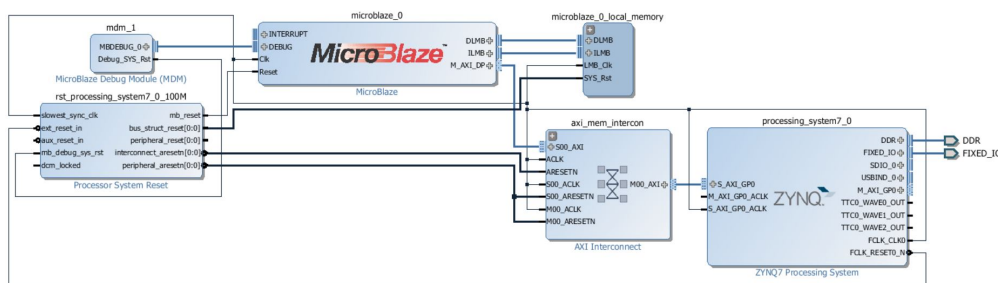 mdm_1
MBDEBUG_0
Debug_SYS_Rst
MicroBlaze Debug Module (MDM)
microblaze_0
INTERRUPT
DEBUG
Clk
Reset
MicroBlaze
DLMB
ILMB
M_AXI_DP
MicroBlaze
microblaze_0_local_memory
DLMB
ILMB
LMB_Clk
SYS_Rst
rst_processing_system7_0_100M
slowest_sync_clk
ext_reset_in
aux_reset_in
mb_debug_sys_rst
dcm_locked
mb_reset
bus_struct_reset[0:0]
peripheral_reset[0:0]
interconnect_aresetn[0:0]
peripheral_aresetn[0:0]
Processor System Reset
axi_mem_intercon
S00_AXI
ACLK
ARESETN
S00_ACLK
S00_ARESETN
M00_ACLK
M00_ARESETN
M00_AXI
AXI Interconnect
processing_system7_0
S_AXI_GP0
M_AXI_GP0_ACLK
S_AXI_GP0_ACLK
ZYNQ
DDR
FIXED_IO
SDIO_0
USBIND_0
M_AXI_GP0
TTC0_WAVE0_OUT
TTC0_WAVE1_OUT
TTC0_WAVE2_OUT
FCLK_CLK0
FCLK_RESET0_N
ZYNQ7 Processing System
DDR
FIXED_IO